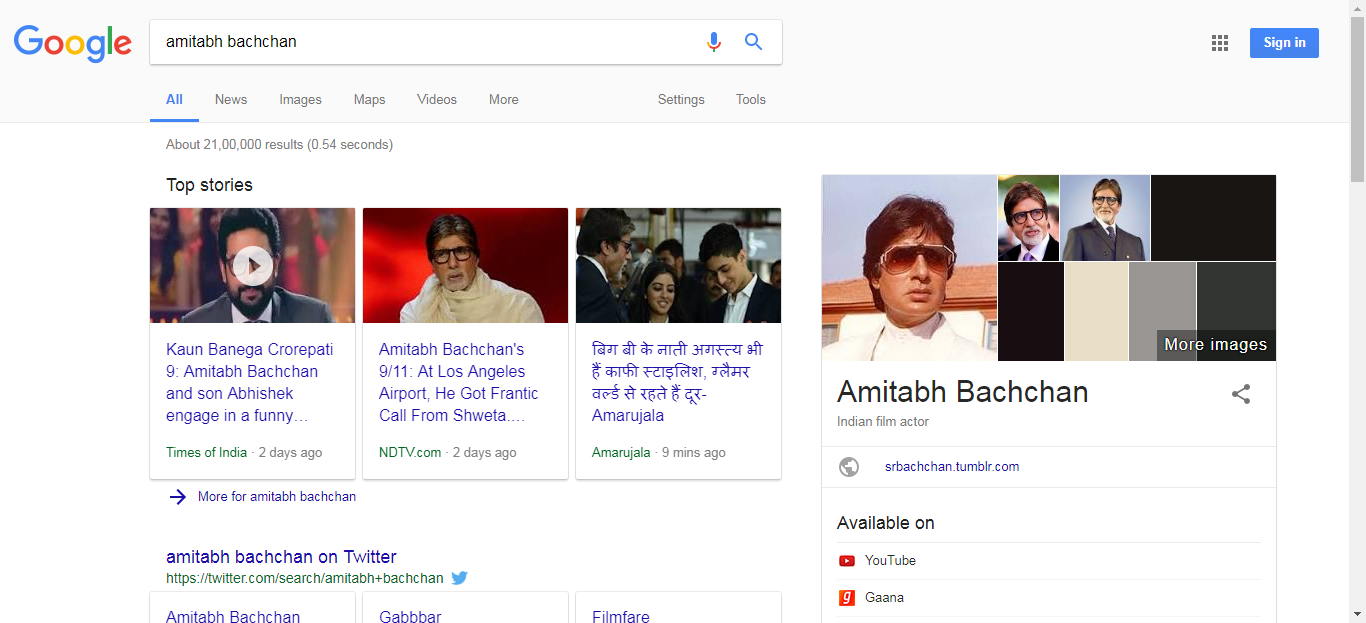 Google
amitabh bachchan
Sign in
All News Images Maps Videos More Settings Tools
About 21,00,000 results (0.54 seconds)
Top stories
Kaun Banega Crorepati
9: Amitabh Bachchan
and son Abhishek
engage in a funny…
Times of India · 2 days ago
Amitabh Bachchan's
9/11: At Los Angeles
Airport, He Got Frantic
Call From Shweta.…
NDTV.com · 2 days ago
बिग बी के नाती अगस्त्य भी
हैं काफी स्टाइलिश, ग्लैमर
वर्ल्ड से रहते हैं दूर-
Amarujala
Amarujala · 9 mins ago
More for amitabh bachchan
amitabh bachchan on Twitter
https://twitter.com/search/amitabh+bachchan
Amitabh Bachchan
Gabbbar
Filmfare
More images
Amitabh Bachchan
Indian film actor
srbachchan.tumblr.com
Available on
YouTube
g Gaana